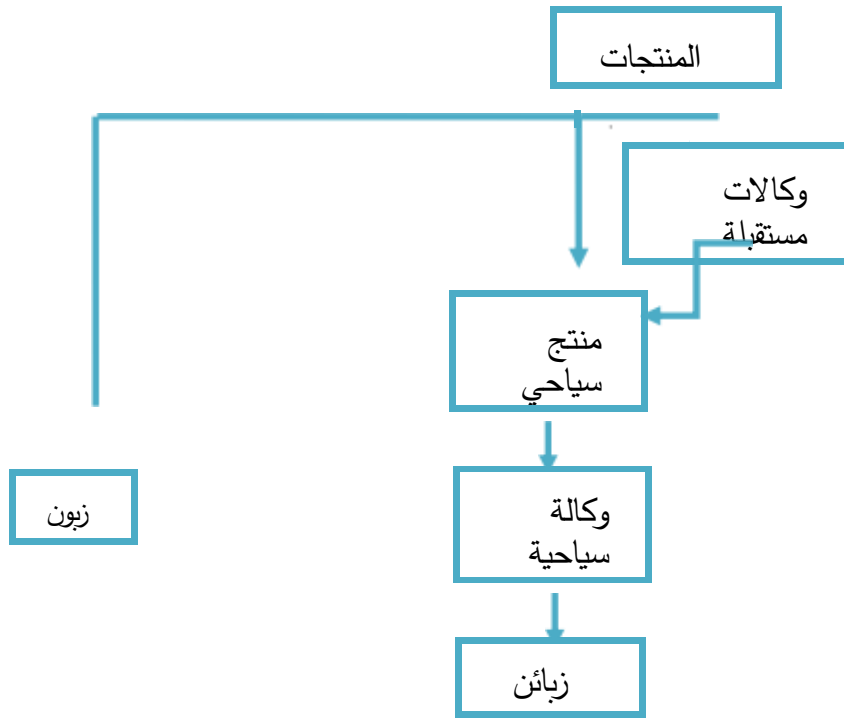 المنتجات
وكالات
مستقبلة
منتج
سياحي
وكالة
سياحية
زبون
زبائن